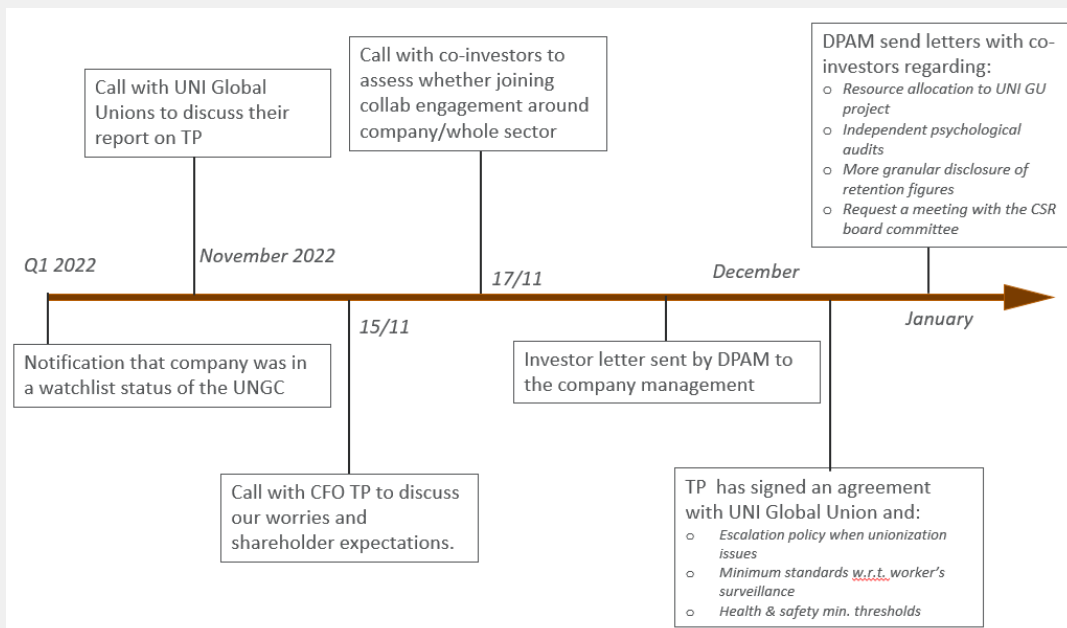 Call with UNI Global
Unions to discuss their
report on TP
Call with co-investors to
assess whether joining
collab engagement around
company/whole sector
DPAM send letters with co-
investors regarding:
o Resource allocation to UNI GU
project
o Independent psychological
audits
o More granular disclosure of
retention figures
o Request a meeting with the CSR
board committee
Q1 2022
November 2022
17/11
December
15/11
January
Notification that company was in
a watchlist status of the UNGC
Investor letter sent by DPAM to
the company management
Call with CFO TP to discuss
our worries and
shareholder expectations.
TP has signed an agreement
with UNI Global Union and:
o Escalation policy when unionization
issues
o Minimum standards w.r.t. worker's
surveillance
o Health & safety min. thresholds